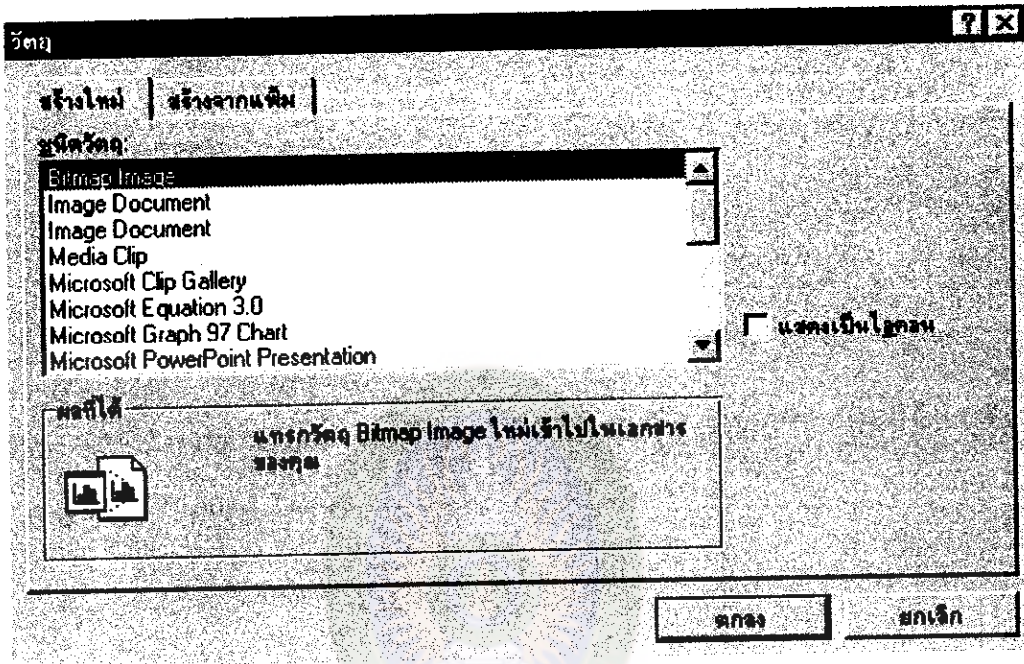 วัตถุ
สร้างใหม่ สร้างจากแฟ้ม
ชนิดวัตถุ:
Bitmap Image
Image Document
Image Document
Media Clip
Microsoft Clip Gallery
Microsoft Equation 3.0
Microsoft Graph 97 Chart
Microsoft PowerPoint Presentation
แสดงเป็นไอคอน
ผลที่ได้
แทรกวัตถุ Bitmap Image ใหม่เข้าไปในเอกสาร
ของคุณ
ตกลง ยกเลิก